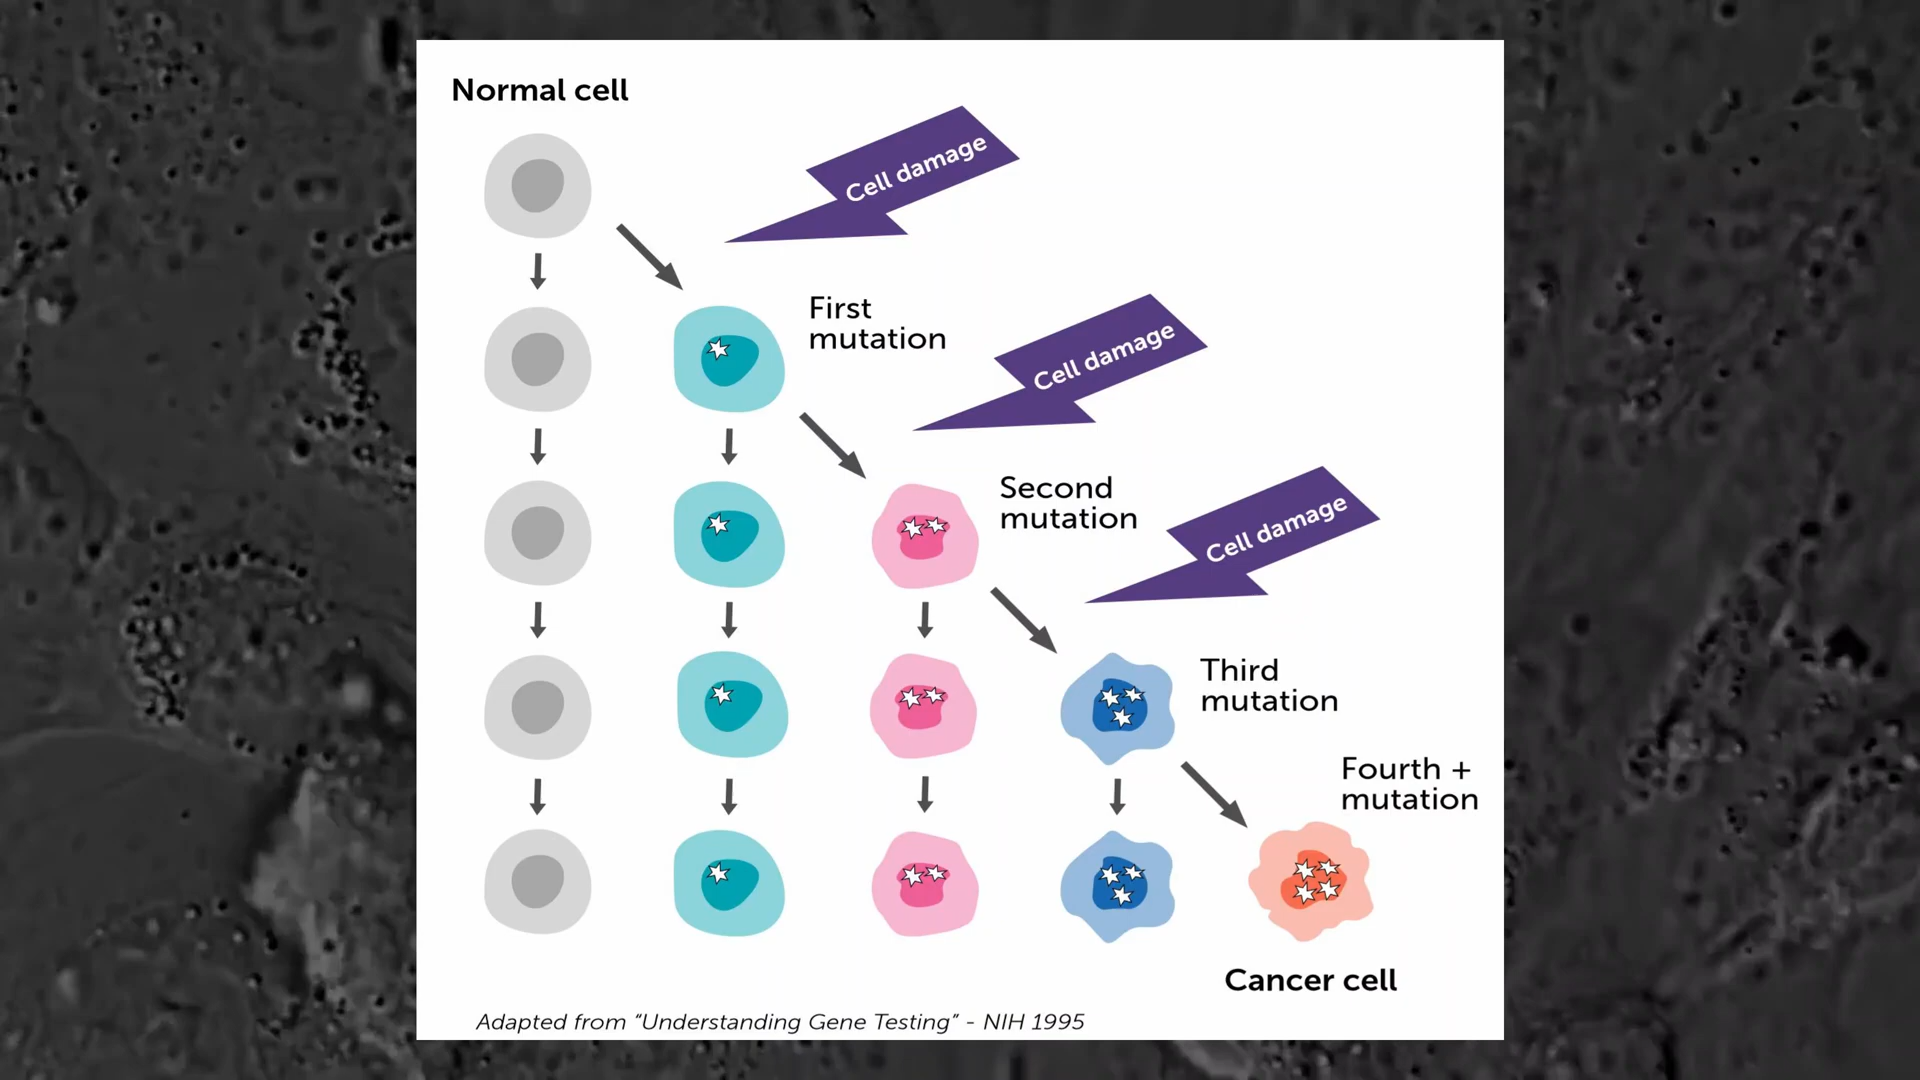 Normal cell
Cell damage
First
mutation
Cell damage
Second
mutation
Cell damage
Third
mutation
Fourth +
mutation
Cancer cell
Adapted from “Understanding Gene Testing” - NIH 1995